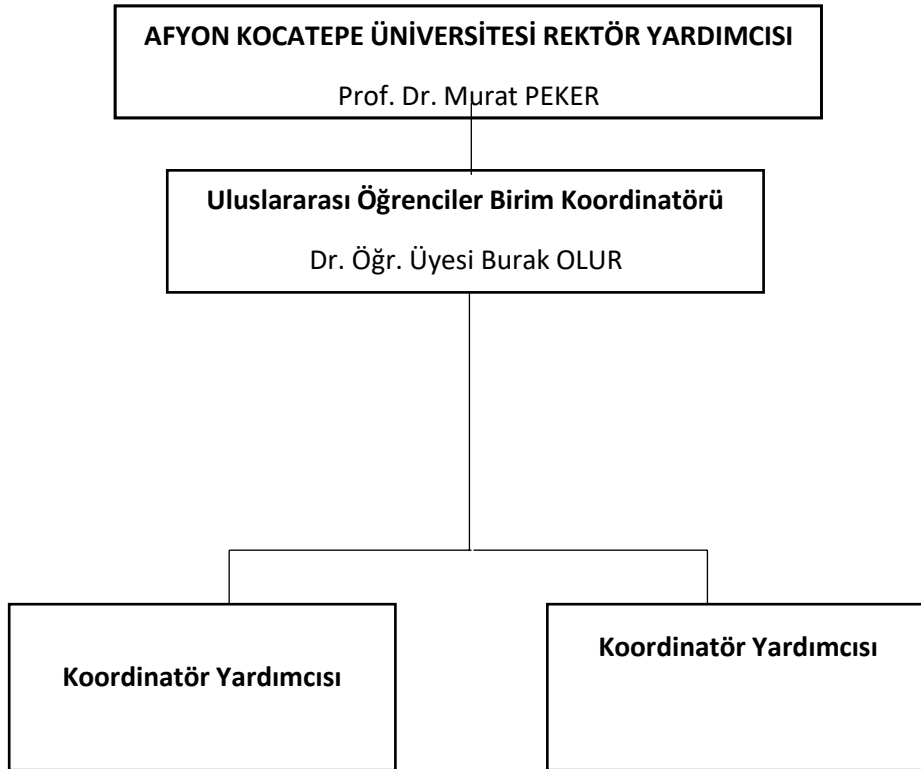 AFYON KOCATEPE ÜNİVERSİTESİ REKTÖR YARDIMCISI
Prof. Dr. Murat PEKER
Uluslararası Öğrenciler Birim Koordinatörü
Dr. Öğr. Üyesi Burak OLUR
Koordinatör Yardımcısı
Koordinatör Yardımcısı